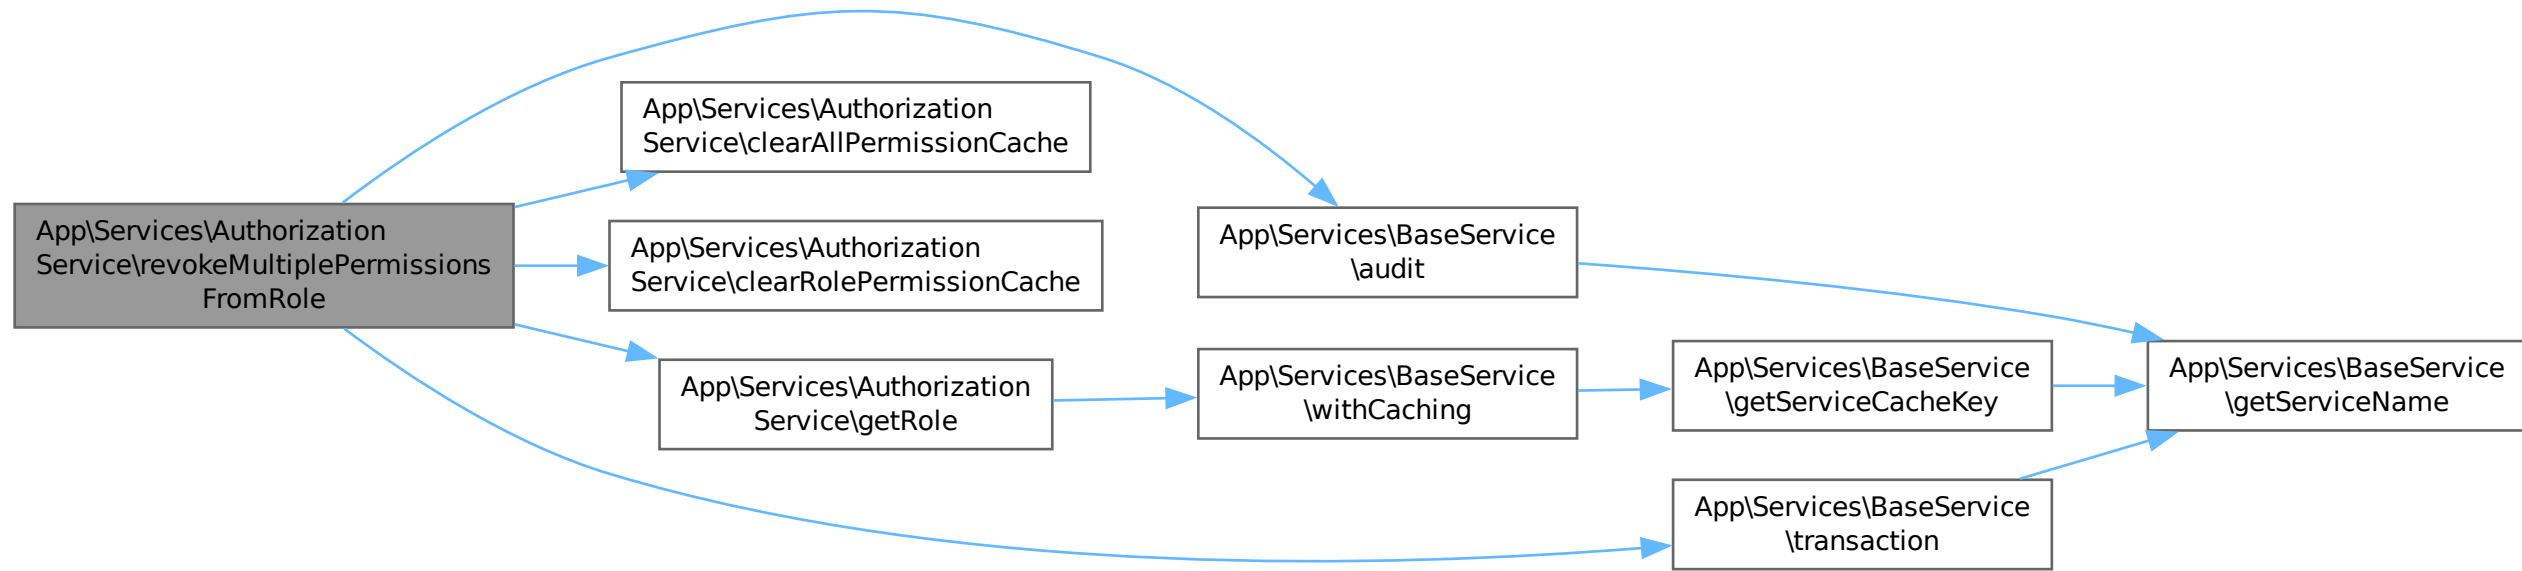 App\Services\Authorization
Service\revokeMultiplePermissions
FromRole
App\Services\Authorization
Service\clearAllPermissionCache
App\Services\Authorization
Service\clearRolePermissionCache
App\Services\Authorization
Service\getRole
App\Services\BaseService
\audit
App\Services\BaseService
\withCaching
App\Services\BaseService
\getServiceCacheKey
App\Services\BaseService
\transaction
App\Services\BaseService
\getServiceName